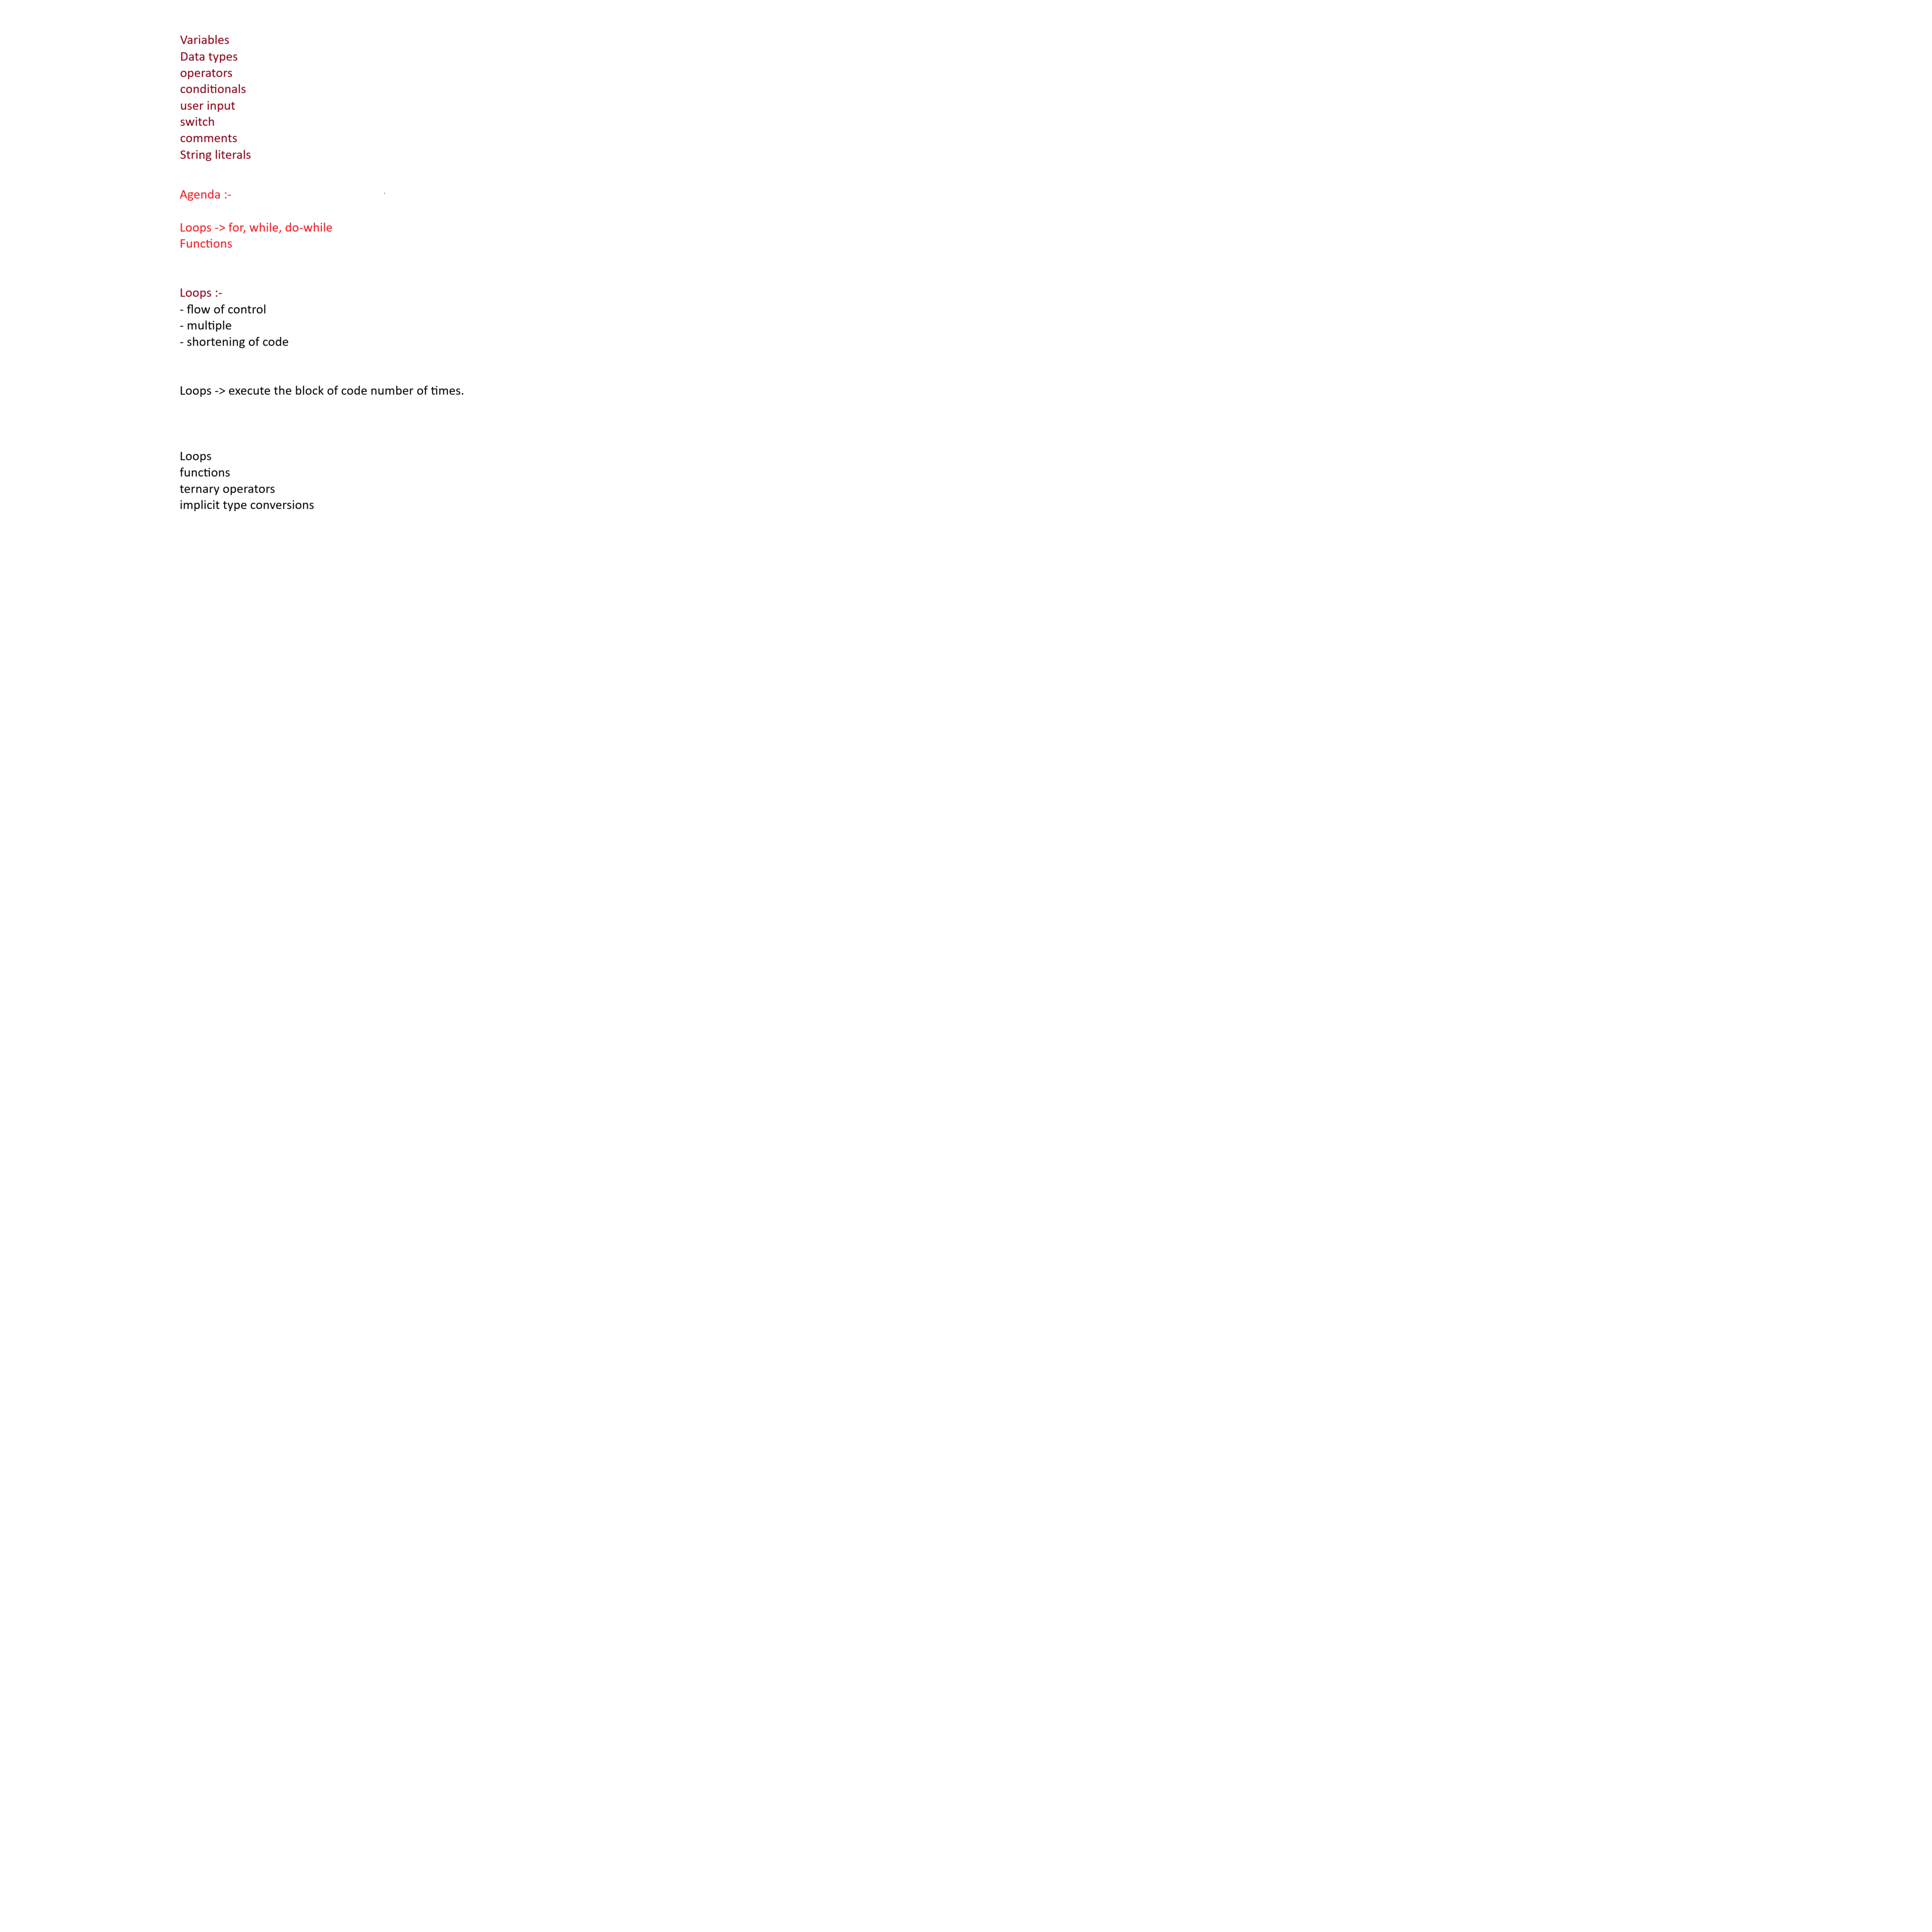 Variables
Data types
operators
conditionals
user input
switch
comments
String literals
Agenda :-
Loops -> for, while, do-while
Functions
Loops :-
- flow of control
- multiple
- shortening of code
Loops -> execute the block of code number of times.
Loops
functions
ternary operators
implicit type conversions